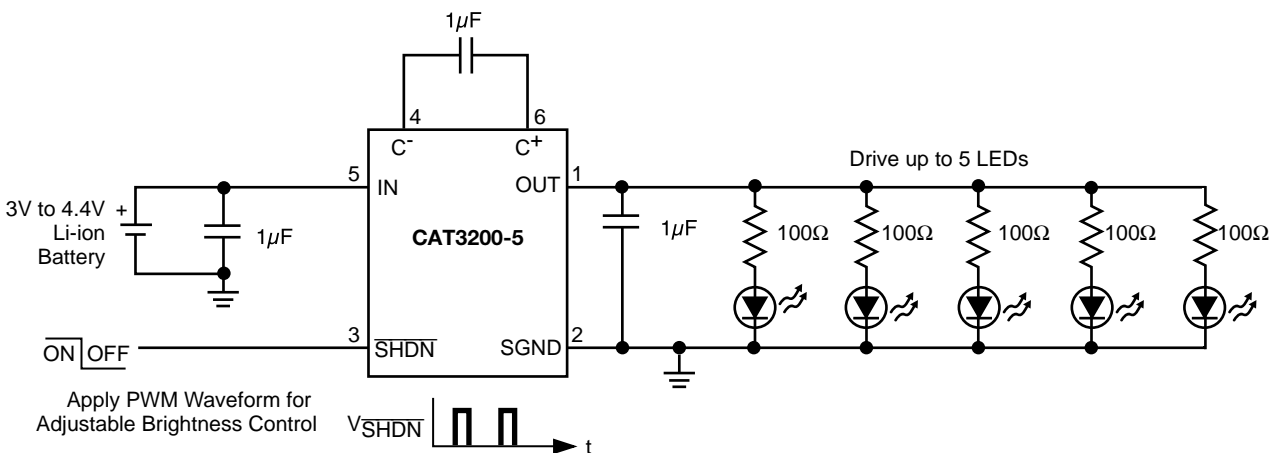 1µF
4
6
C-
C+
Drive up to 5 LEDs
5
IN
OUT
1
3V to 4.4V
Li-ion
Battery
+
1µF
CAT3200-5
1µF
100Ω
100Ω
100Ω
100Ω
100Ω
ON OFF
3
SHDN
SGND
2
Apply PWM Waveform for
Adjustable Brightness Control
VSHDN
t